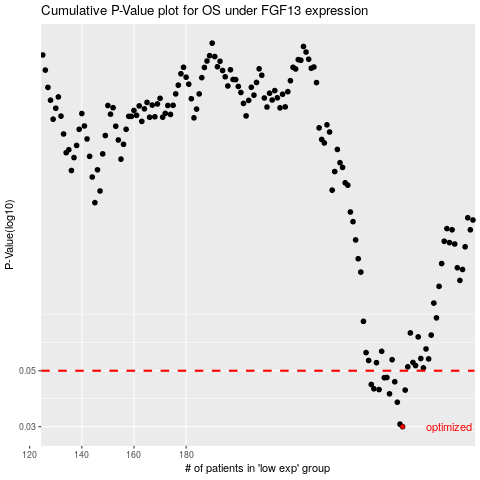 Cumulative P-Value plot for OS under FGF13 expression
P-Value(log10)
0.05
0.03
optimized
120 140 160 180
# of patients in 'low exp' group